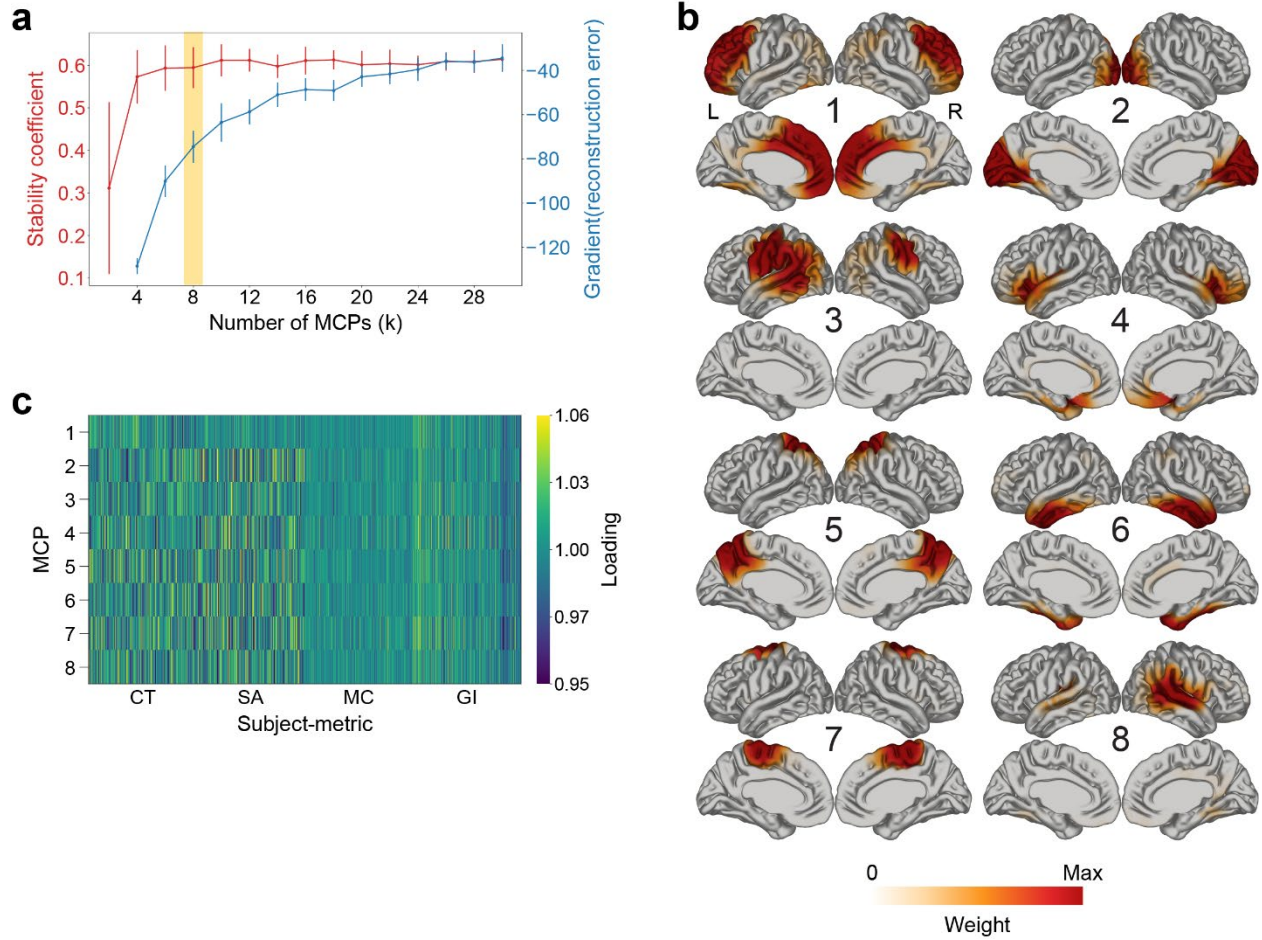 a
0.6
0.5
0.4
0.3
0.2
0.1
Stability coefficient
−40
−60
−80
−100
−120
Gradient(reconstruction error)
4 8 12 16 20 24 28
Number of MCPs (k)
b
L 1 R
2
3
4
5
6
7
8
0 Max
Weight
c
MCP
1
2
3
4
5
6
7
8
CT SA MC GI
Subject-metric
1.06
1.03
1.00
0.97
0.95
Loading